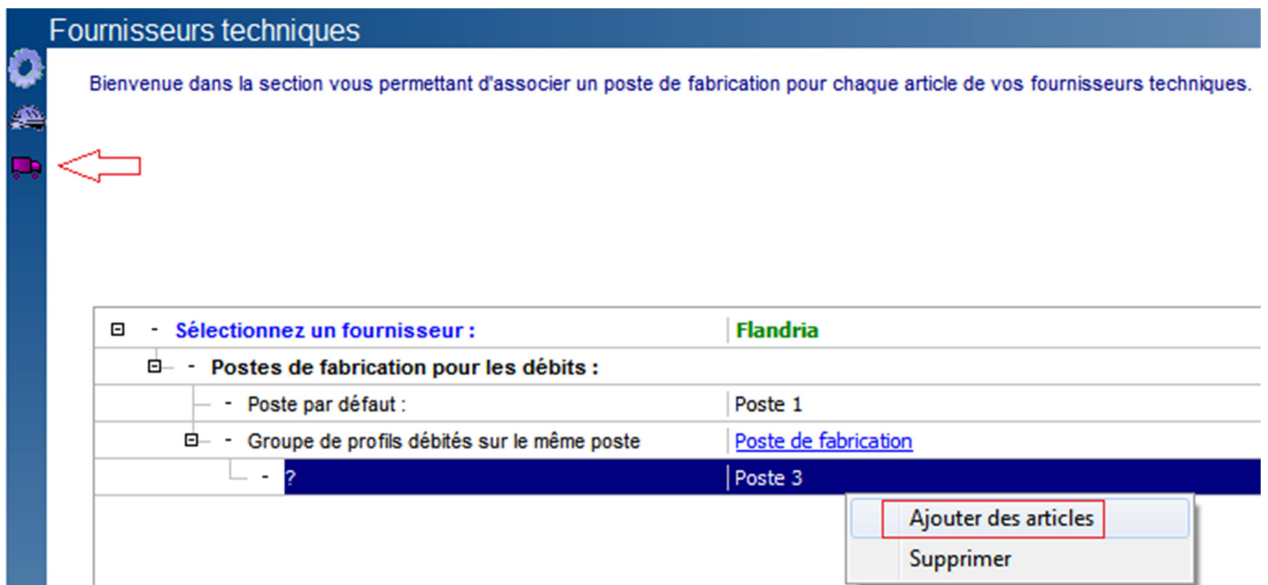 Fournisseurs techniques
Bienvenue dans la section vous permettant d'associer un poste de fabrication pour chaque article de vos fournisseurs techniques.
- Sélectionnez un fournisseur : Flandria
- Postes de fabrication pour les débits :
- Poste par défaut : Poste 1
- Groupe de profils débités sur le même poste Poste de fabrication
- ? Poste 3
Ajouter des articles
Supprimer